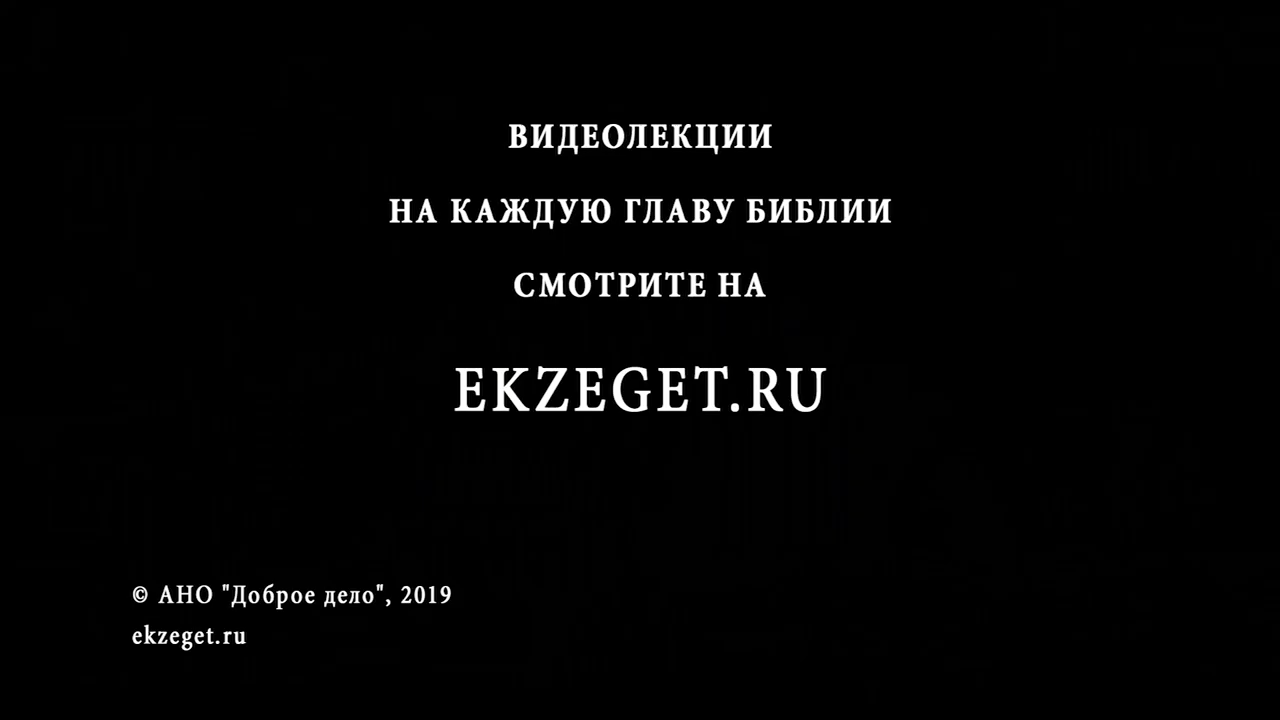 ВИДЕОЛЕКЦИИ
НА КАЖДУЮ ГЛАВУ БИБЛИИ
СМОТРИТЕ НА
EKZEGET.RU
© АНО "Доброе дело", 2019
ekzeget.ru